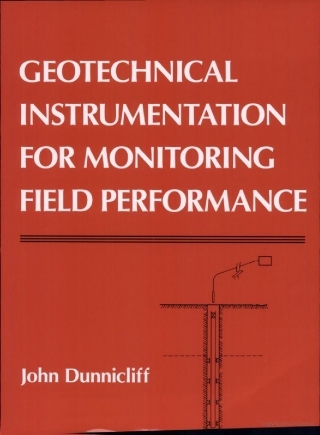 GEOTECHNICAL
INSTRUMENTATION
FOR MONITORING
FIELD PERFORMANCE
John Dunnicliff